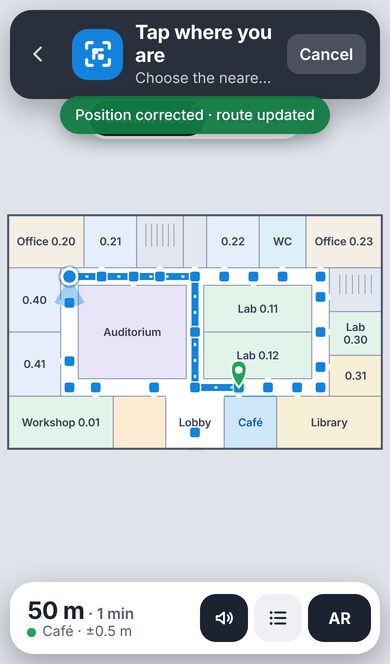 Tap where you
are
Choose the neare...
Cancel
Position corrected · route updated
Office 0.20
0.21
0.22
WC
Office 0.23
0.40
Auditorium
Lab 0.11
Lab
0.30
Lab 0.12
0.41
0.31
Workshop 0.01
Lobby
Café
Library
50 m · 1 min
Café · ±0.5 m
AR